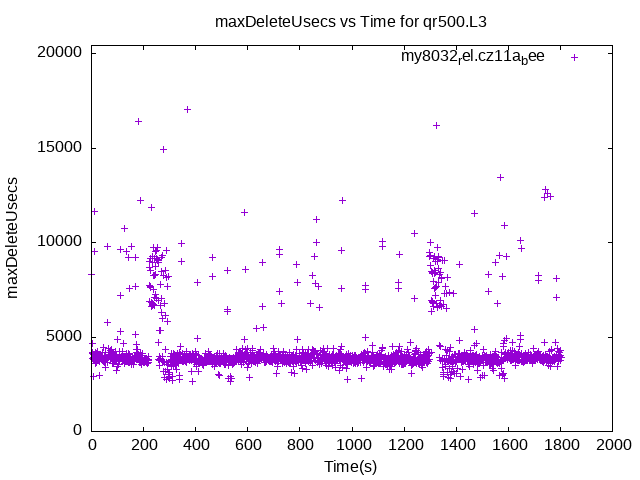 maxDeleteUsecs vs Time for qr500.L3
my8032rel.cz11abee
maxDeleteUsecs
20000
15000
10000
5000
0
0 200 400 600 800 1000 1200 1400 1600 1800 2000
Time(s)